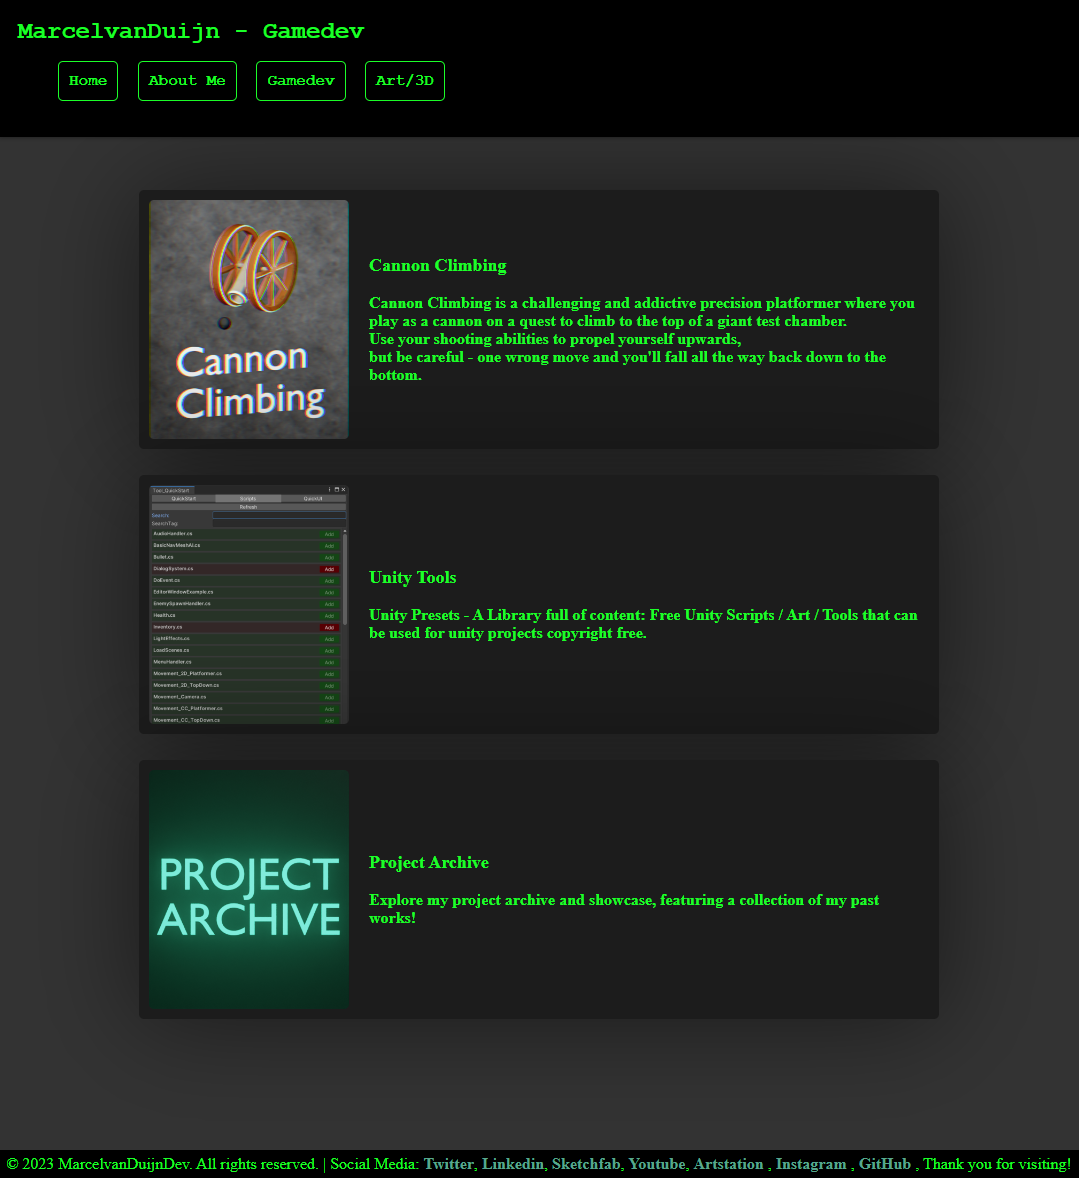 MarcelvanDuijn - Gamedev
Home About Me Gamedev Art/3D
Cannon
Climbing
Cannon Climbing
Cannon Climbing is a challenging and addictive precision platformer where you
play as a cannon on a quest to climb to the top of a giant test chamber.
Use your shooting abilities to propel yourself upwards,
but be careful - one wrong move and you'll fall all the way back down to the
bottom.
Tool_QuickStart
QuickStart Scripts QuickUI
Refresh
Search:
SearchTag:
AudioHandler.cs Add
BasicNavMeshAI.cs Add
Bullet.cs Add
DialogSystem.cs Add
DoEvent.cs Add
EditorWindowExample.cs Add
EnemySpawnHandler.cs Add
Health.cs Add
Inventory.cs Add
LightEffects.cs Add
LoadScenes.cs Add
MenuHandler.cs Add
Movement_2D_Platformer.cs Add
Movement_2D_TopDown.cs Add
Movement_Camera.cs Add
Movement_CC_Platformer.cs Add
Movement_CC_TopDown.cs Add
Unity Tools
Unity Presets - A Library full of content: Free Unity Scripts / Art / Tools that can
be used for unity projects copyright free.
PROJECT
ARCHIVE
Project Archive
Explore my project archive and showcase, featuring a collection of my past
works!
© 2023 MarcelvanDuijnDev. All rights reserved. | Social Media: Twitter, Linkedin, Sketchfab, Youtube, Artstation , Instagram , GitHub , Thank you for visiting!